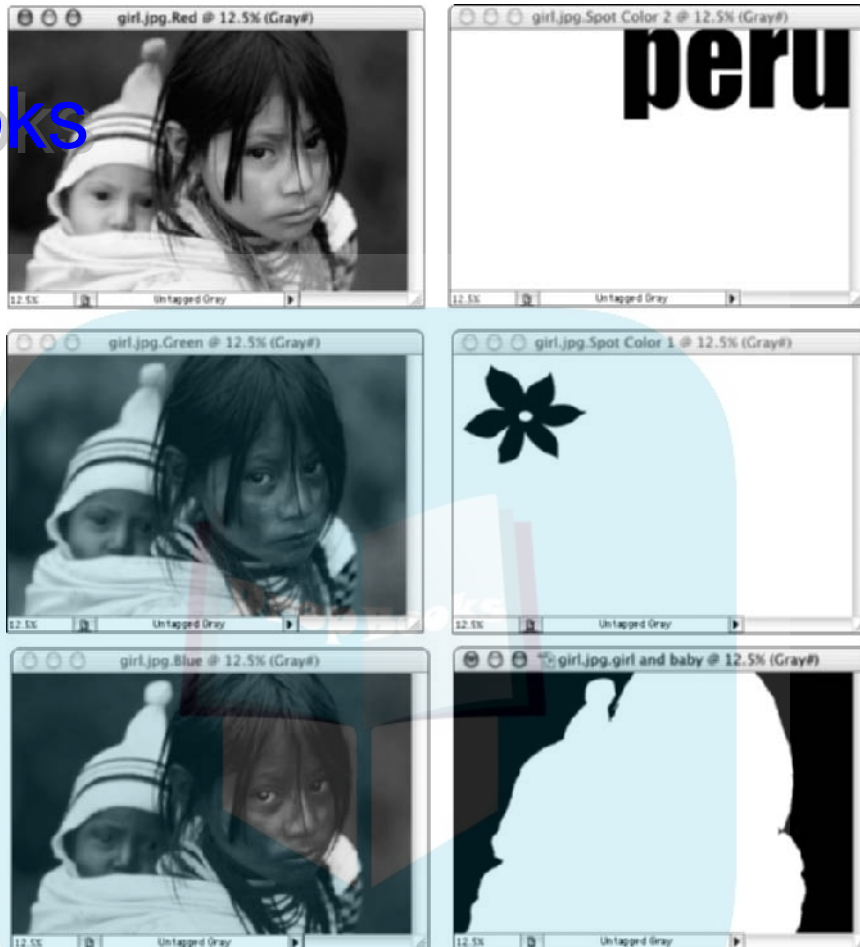 girl.jpg.Red @ 12.5% (Gray#)
oks
12.5% Untagged Gray
girl.jpg.Spot Color 2 @ 12.5% (Gray#)
peru
12.5% Untagged Gray
girl.jpg.Green @ 12.5% (Gray#)
12.5% Untagged Gray
girl.jpg.Spot Color 1 @ 12.5% (Gray#)
12.5% Untagged Gray
girl.jpg.Blue @ 12.5% (Gray#)
12.5% Untagged Gray
girl.jpg.girl and baby @ 12.5% (Gray#)
12.5% Untagged Gray
Books